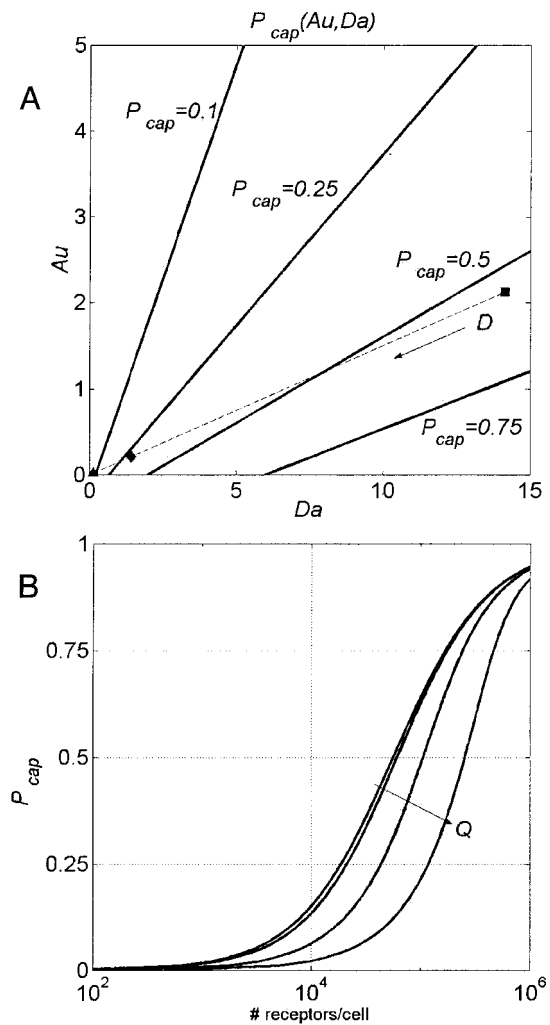 P cap(Au,Da)
A
5
4
3
2
1
0
Au
P cap=0.1
P cap=0.25
P cap=0.5
D
P cap=0.75
0 5 10 15
Da
B
1
0.75
0.5
0.25
0
P cap
Q
10^2 10^4 10^6
# receptors/cell